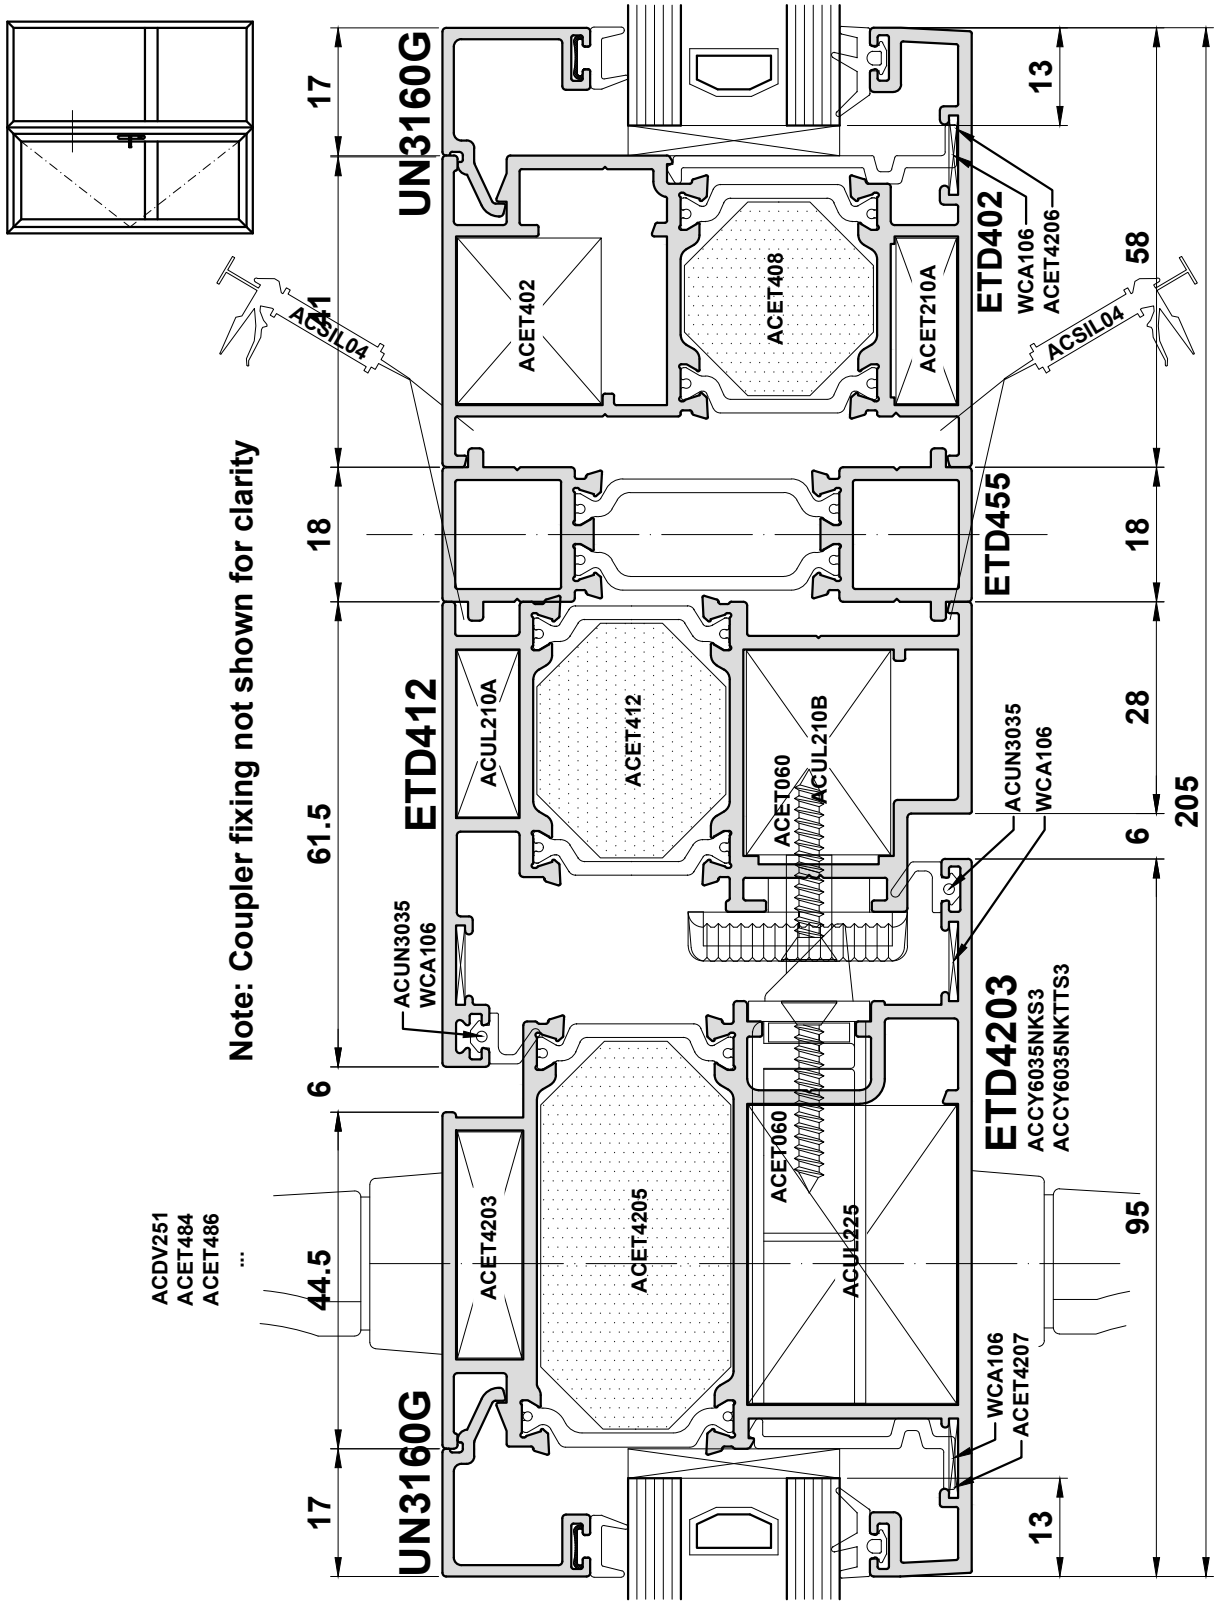 Note: Coupler fixing not shown for clarity
17
41
18
61.5
6
44.5
17
UN3160G
ACSIL04
ACET402
ACET408
ACET210A
ETD402
WCA106
ACET4206
13
58
ACSIL04
ETD455
18
ETD412
ACUL210A
ACET412
ACET060
ACUL210B
28
6
205
ACUN3035
WCA106
ACUN3035
WCA106
ETD4203
ACCY6035NKS3
ACCY6035NKTTS3
ACDV251
ACET484
ACET486
...
ACET4203
ACET4205
ACET060
ACUL225
95
UN3160G
WCA106
ACET4207
13